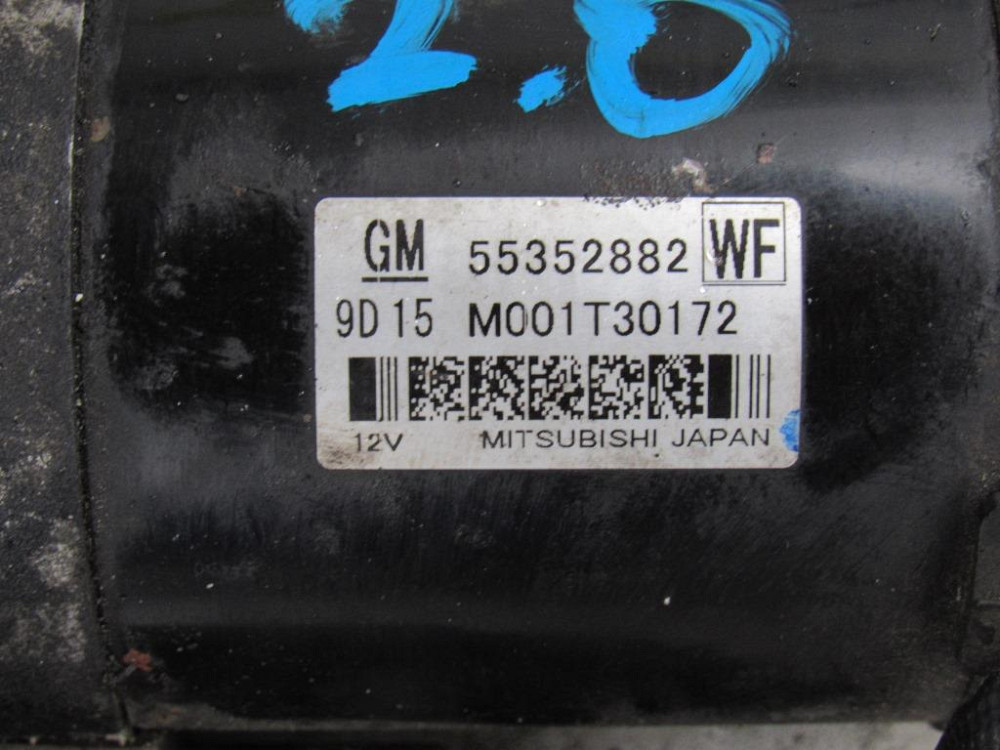 2.0
GM 55352882 WF
9D15 M001T30172
12V MITSUBISHI JAPAN